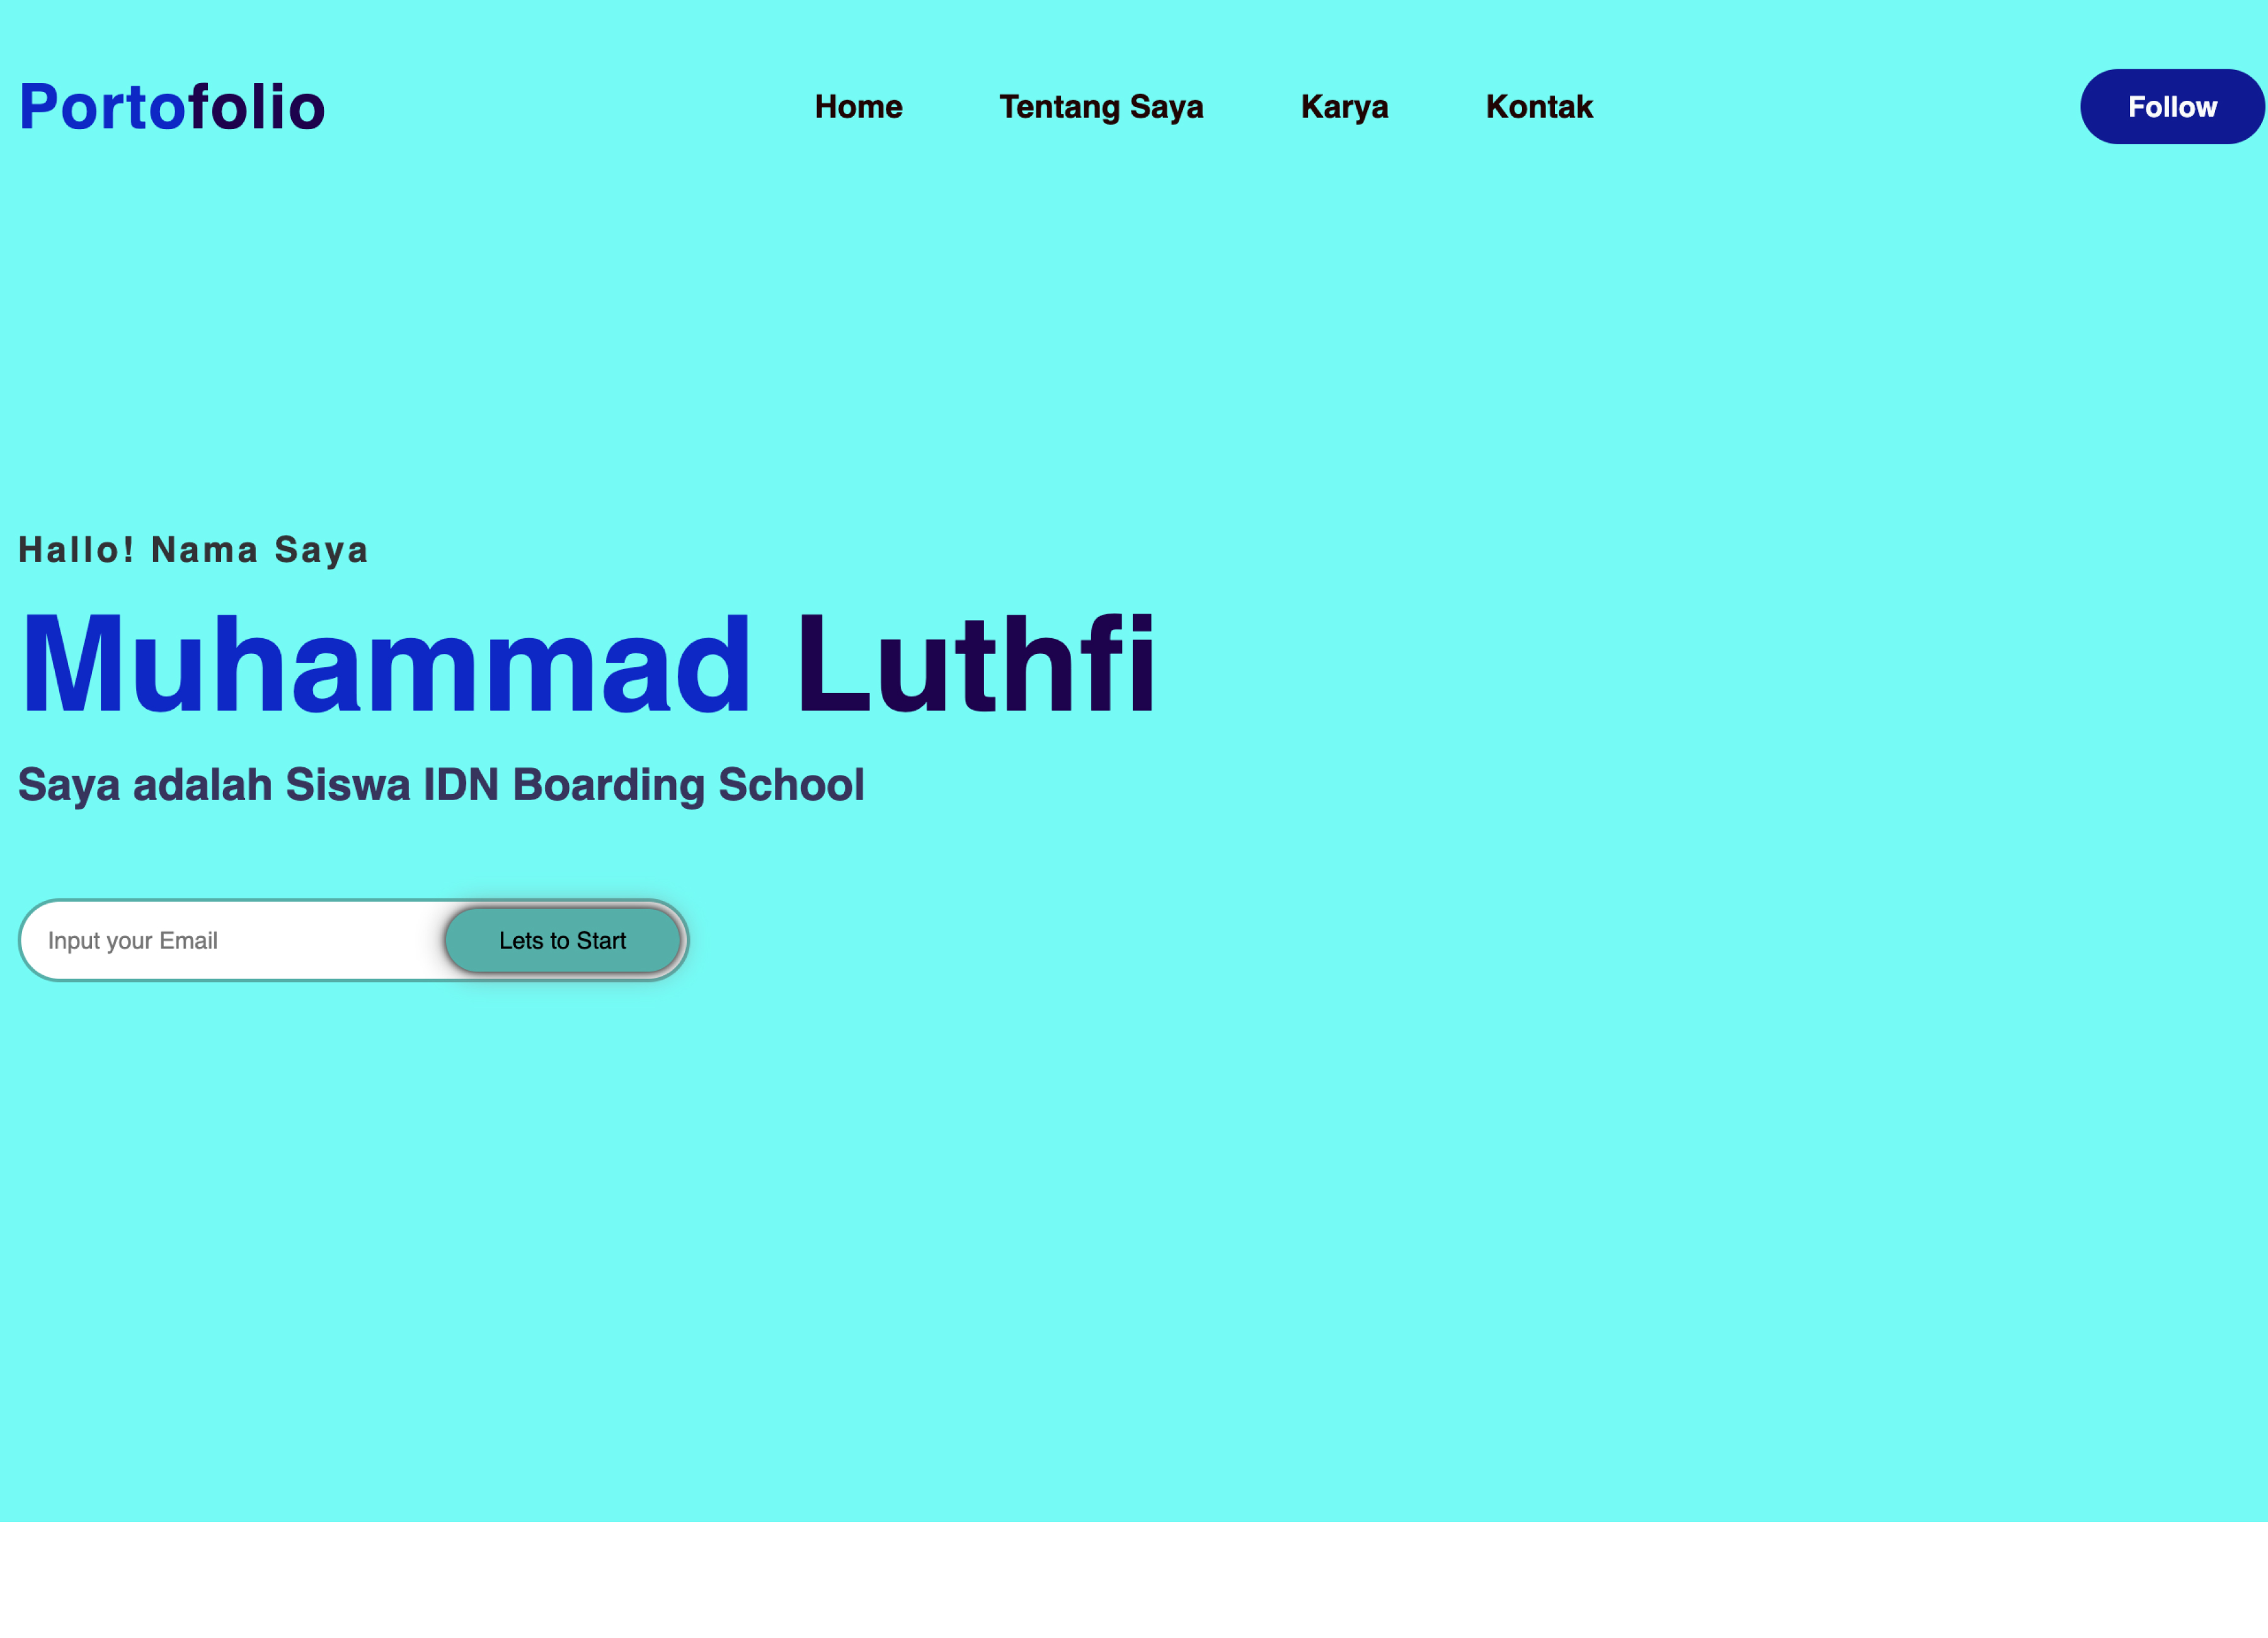 Portofolio Home Tentang Saya Karya Kontak Follow
Hallo! Nama Saya
Muhammad Luthfi
Saya adalah Siswa IDN Boarding School
Input your Email Lets to Start